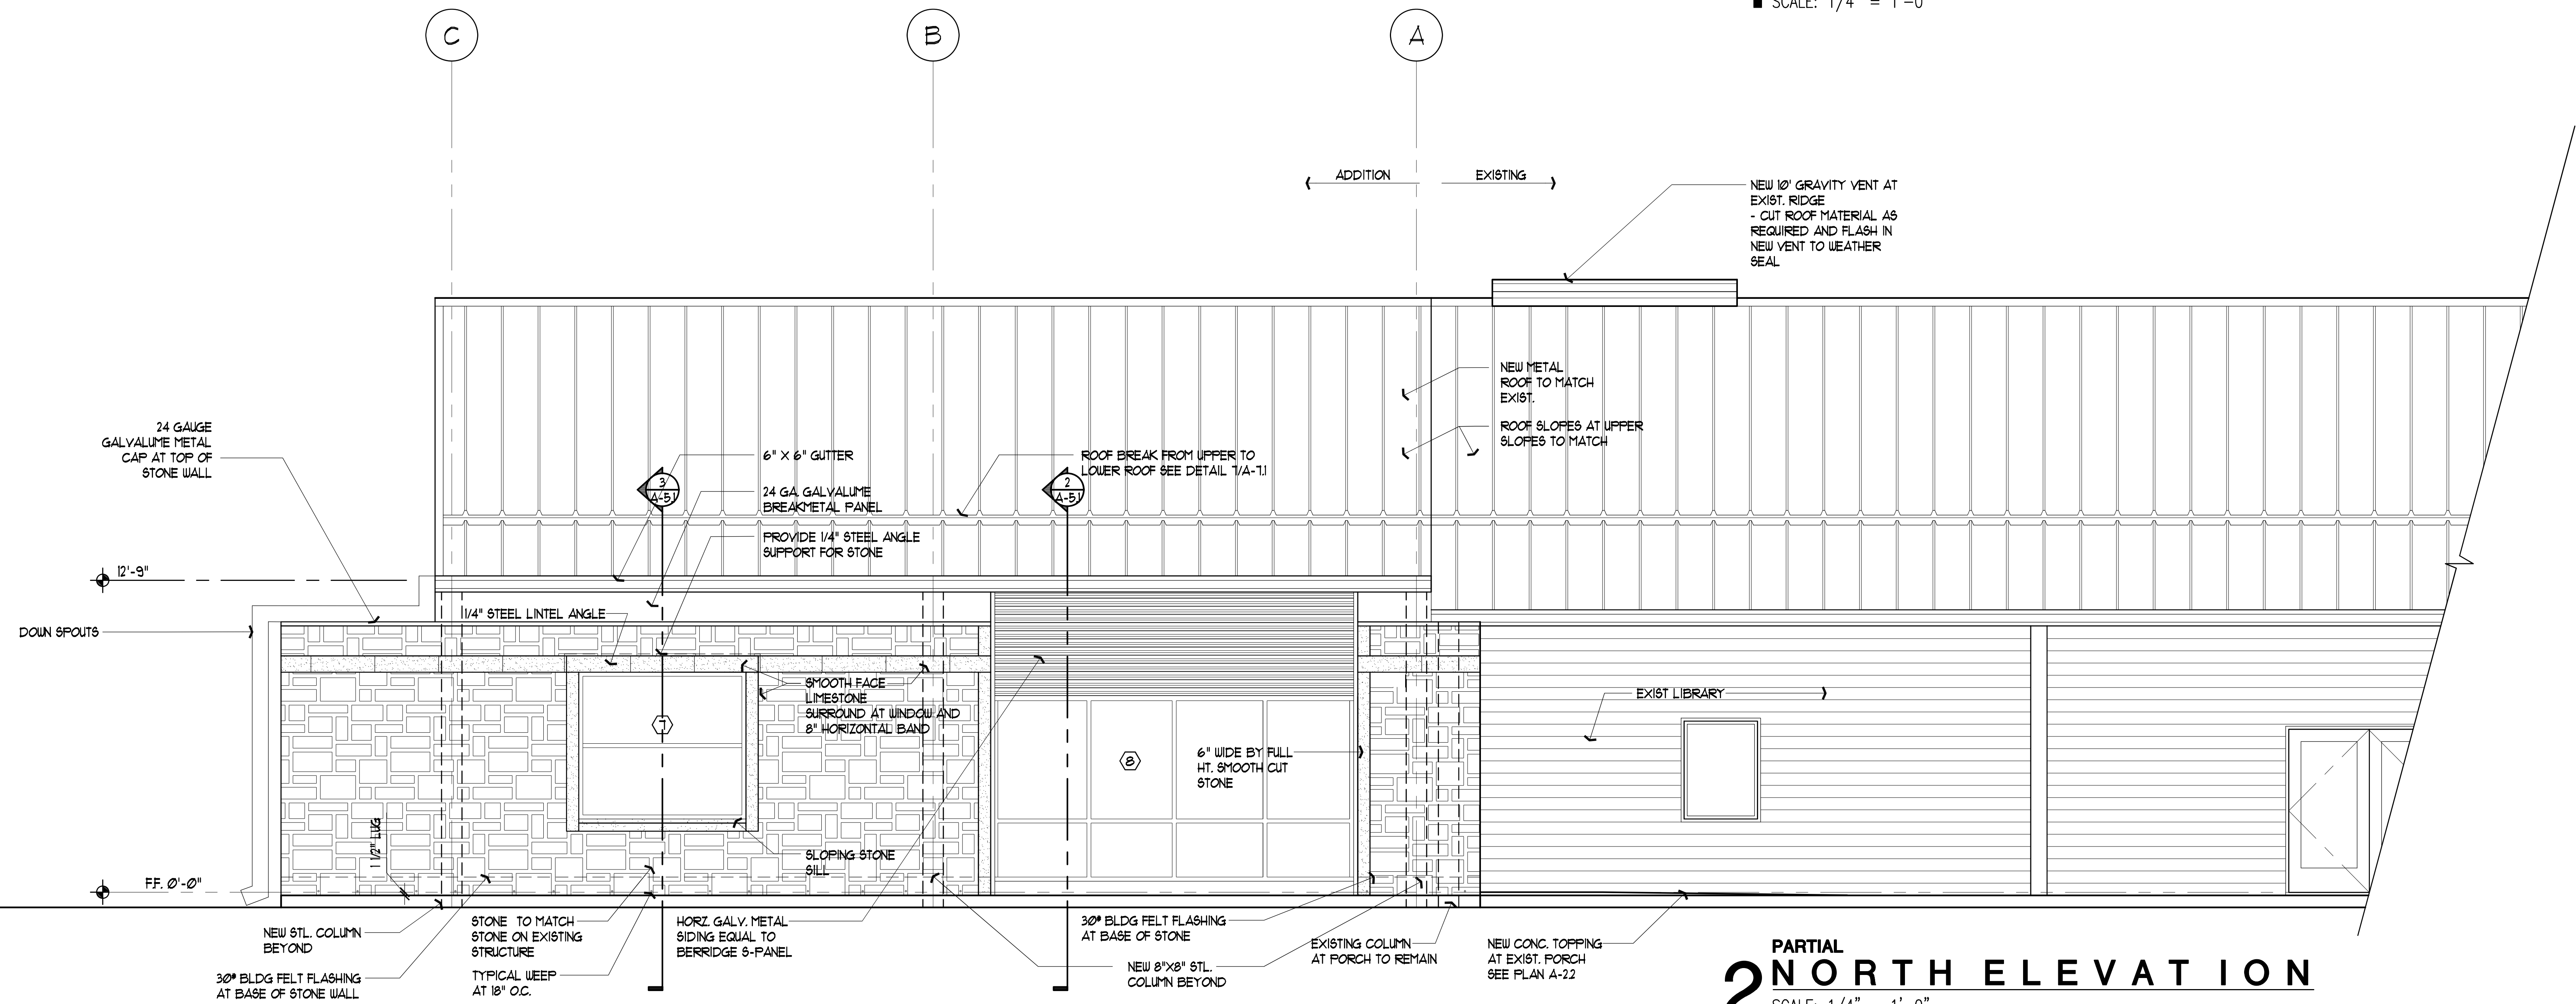 SCALE: 1/4" = 1'-0"
C
B
A
ADDITION
EXISTING
NEW 10' GRAVITY VENT AT
EXIST. RIDGE
- CUT ROOF MATERIAL AS
REQUIRED AND FLASH IN
NEW VENT TO WEATHER
SEAL
NEW METAL
ROOF TO MATCH
EXIST.
ROOF SLOPES AT UPPER
SLOPES TO MATCH
24 GAUGE
GALVALUME METAL
CAP AT TOP OF
STONE WALL
6" X 6" GUTTER
3
A-5.1
24 GA. GALVALUME
BREAKMETAL PANEL
PROVIDE 1/4" STEEL ANGLE
SUPPORT FOR STONE
ROOF BREAK FROM UPPER TO
LOWER ROOF SEE DETAIL 7/A-7.1
2
A-5.1
12'-9"
1/4" STEEL LINTEL ANGLE
DOWN SPOUTS
SMOOTH FACE
LIMESTONE
SURROUND AT WINDOW AND
8" HORIZONTAL BAND
EXIST LIBRARY
7
8
6" WIDE BY FULL
HT. SMOOTH CUT
STONE
1 1/2" LUG
SLOPING STONE
SILL
F.F. 0'-0"
NEW STL. COLUMN
BEYOND
30# BLDG FELT FLASHING
AT BASE OF STONE WALL
STONE TO MATCH
STONE ON EXISTING
STRUCTURE
TYPICAL WEEP
AT 18" O.C.
HORZ. GALV. METAL
SIDING EQUAL TO
BERRIDGE S-PANEL
30# BLDG FELT FLASHING
AT BASE OF STONE
NEW 8"X8" STL.
COLUMN BEYOND
EXISTING COLUMN
AT PORCH TO REMAIN
NEW CONC. TOPPING
AT EXIST. PORCH
SEE PLAN A-2.2
PARTIAL
2 NORTH ELEVATION
SCALE: 1/4" = 1'-0"